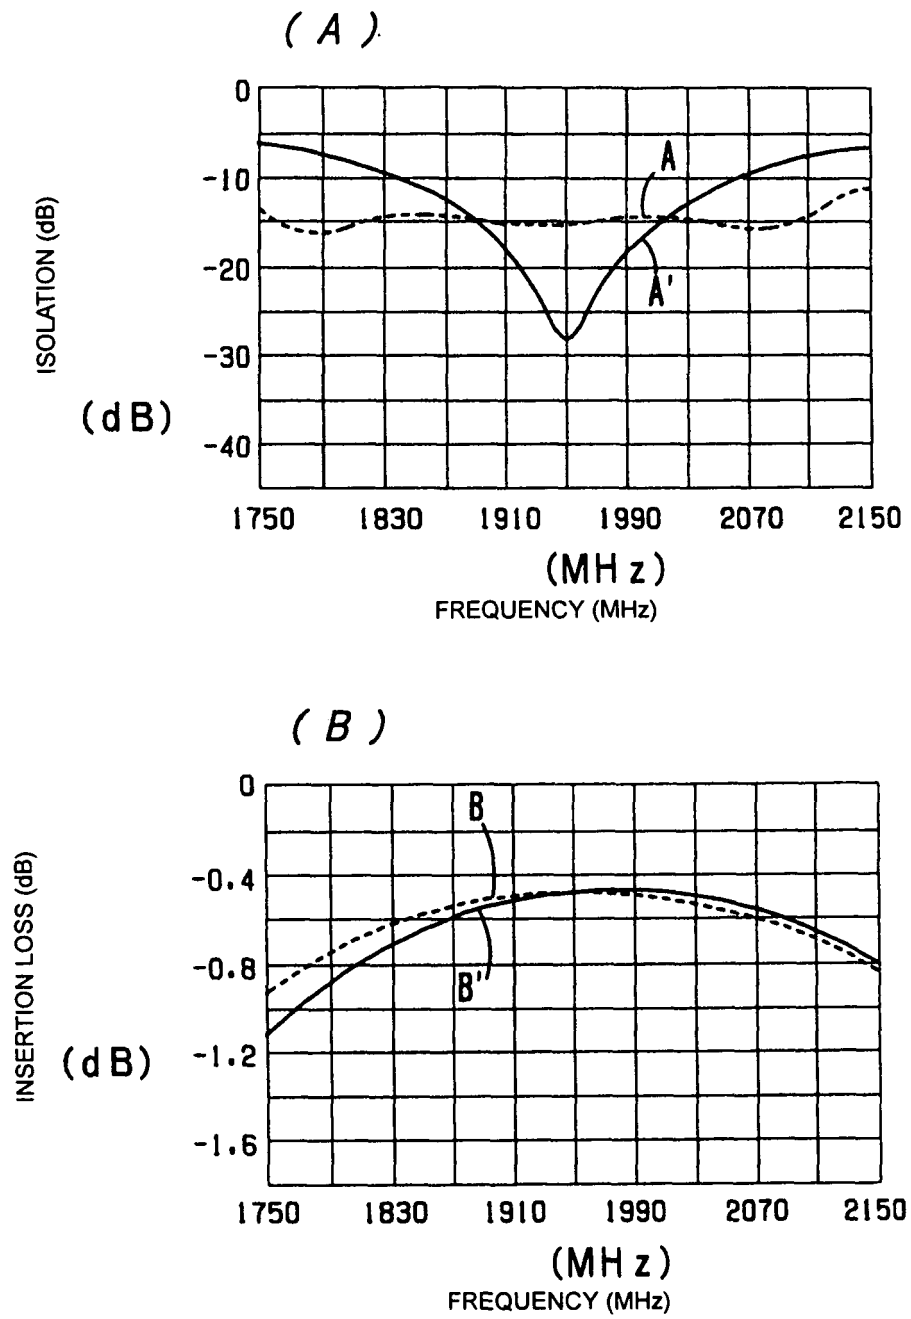 (A)
0
-10
A
-20
A'
ISOLATION (dB)
-30
(dB)
-40
1750 1830 1910 1990 2070 2150
(MHz)
FREQUENCY (MHz)
(B)
0
B
-0.4
-0.8
B'
INSERTION LOSS (dB)
(dB)
-1.2
-1.6
1750 1830 1910 1990 2070 2150
(MHz)
FREQUENCY (MHz)